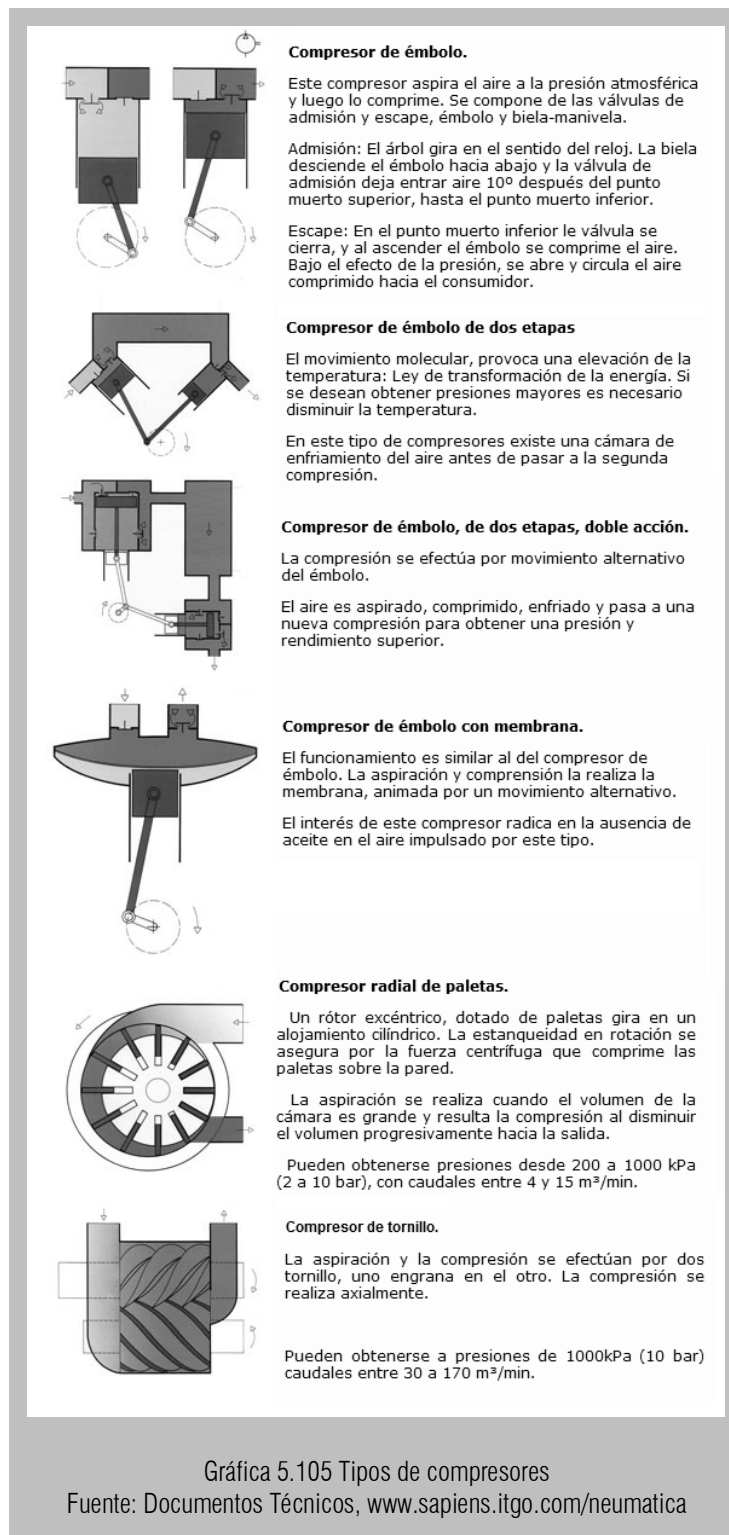 Compresor de émbolo.
Este compresor aspira el aire a la presión atmosférica
y luego lo comprime. Se compone de las válvulas de
admisión y escape, émbolo y biela-manivela.
Admisión: El árbol gira en el sentido del reloj. La biela
desciende el émbolo hacia abajo y la válvula de
admisión deja entrar aire 10º después del punto
muerto superior, hasta el punto muerto inferior.
Escape: En el punto muerto inferior le válvula se
cierra, y al ascender el émbolo se comprime el aire.
Bajo el efecto de la presión, se abre y circula el aire
comprimido hacia el consumidor.
Compresor de émbolo de dos etapas
El movimiento molecular, provoca una elevación de la
temperatura: Ley de transformación de la energía. Si
se desean obtener presiones mayores es necesario
disminuir la temperatura.
En este tipo de compresores existe una cámara de
enfriamiento del aire antes de pasar a la segunda
compresión.
Compresor de émbolo, de dos etapas, doble acción.
La compresión se efectúa por movimiento alternativo
del émbolo.
El aire es aspirado, comprimido, enfriado y pasa a una
nueva compresión para obtener una presión y
rendimiento superior.
Compresor de émbolo con membrana.
El funcionamiento es similar al del compresor de
émbolo. La aspiración y comprensión la realiza la
membrana, animada por un movimiento alternativo.
El interés de este compresor radica en la ausencia de
aceite en el aire impulsado por este tipo.
Compresor radial de paletas.
Un rótor excéntrico, dotado de paletas gira en un
alojamiento cilíndrico. La estanqueidad en rotación se
asegura por la fuerza centrífuga que comprime las
paletas sobre la pared.
La aspiración se realiza cuando el volumen de la
cámara es grande y resulta la compresión al disminuir
el volumen progresivamente hacia la salida.
Pueden obtenerse presiones desde 200 a 1000 kPa
(2 a 10 bar), con caudales entre 4 y 15 m³/min.
Compresor de tornillo.
La aspiración y la compresión se efectúan por dos
tornillo, uno engrana en el otro. La compresión se
realiza axialmente.
Pueden obtenerse a presiones de 1000kPa (10 bar)
caudales entre 30 a 170 m³/min.
Gráfica 5.105 Tipos de compresores
Fuente: Documentos Técnicos, www.sapiens.itgo.com/neumatica